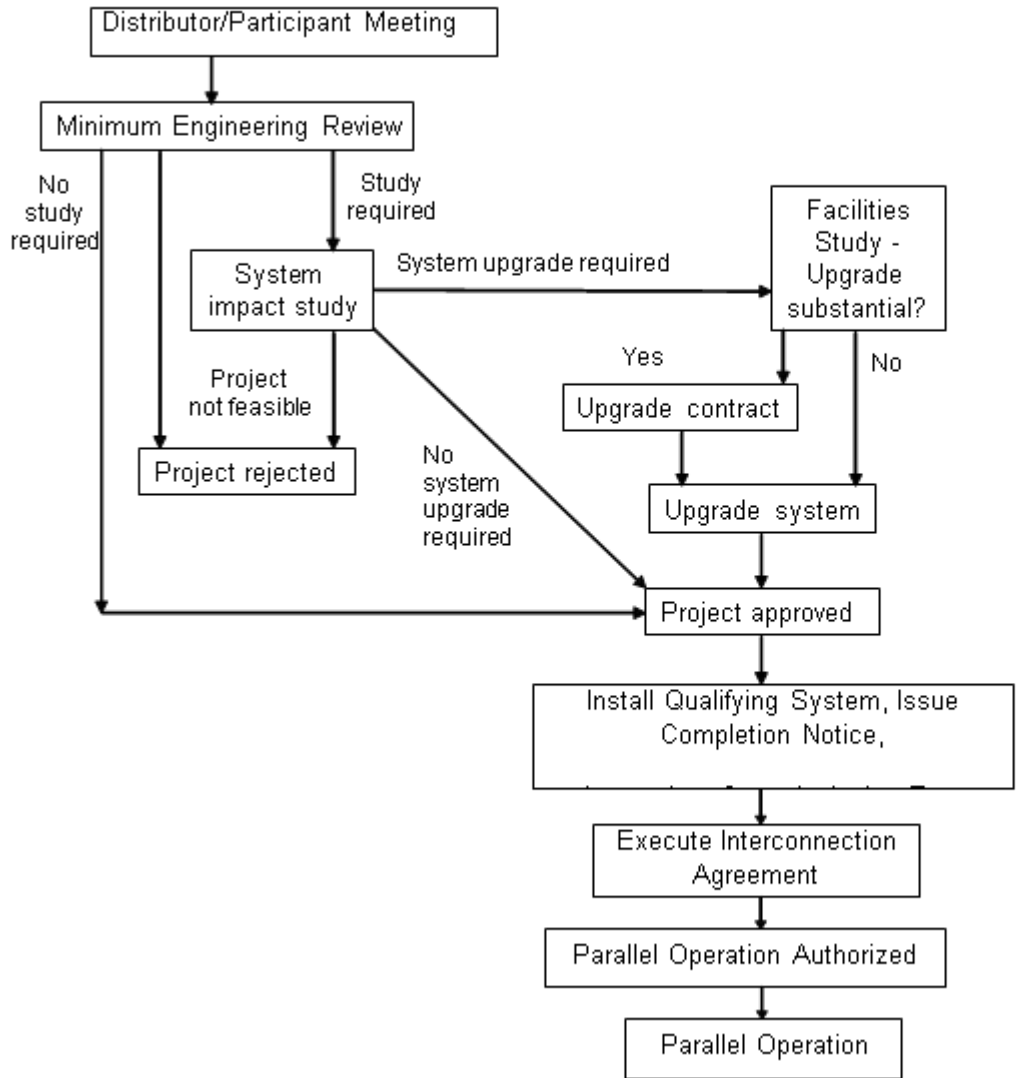 Distributor/Participant Meeting
Minimum Engineering Review
No
study
required
Study
required
System
impact study
System upgrade required
Facilities
Study -
Upgrade
substantial?
Yes
No
Project
not feasible
Upgrade contract
Project rejected
No
system
upgrade
required
Upgrade system
Project approved
Install Qualifying System, Issue
Completion Notice,
Execute Interconnection
Agreement
Parallel Operation Authorized
Parallel Operation